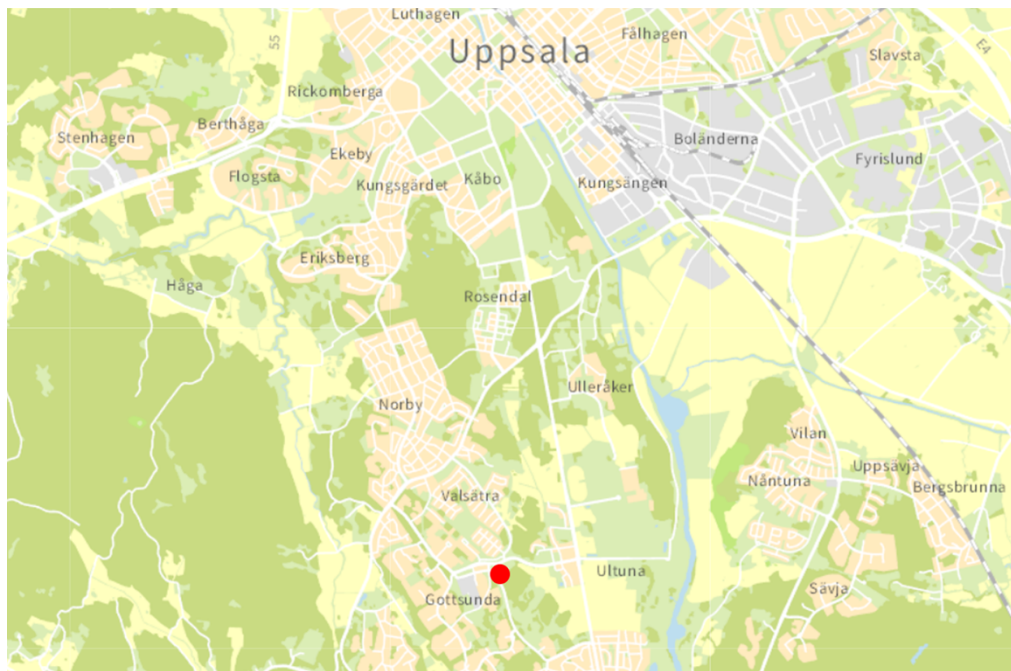 Luthagen
Fålhagen
Uppsala
55
E4
Slavsta
Rickomberga
Stenhagen
Berthåga
Boländerna
Ekeby
Fyrislund
Flogsta
Kungsgärdet
Kåbo
Kungsängen
Eriksberg
Håga
Rosendal
Ulleråker
Norby
Vilan
Uppsävja
Nåntuna
Bergsbrunna
Valsätra
Ultuna
Sävja
Gottsunda